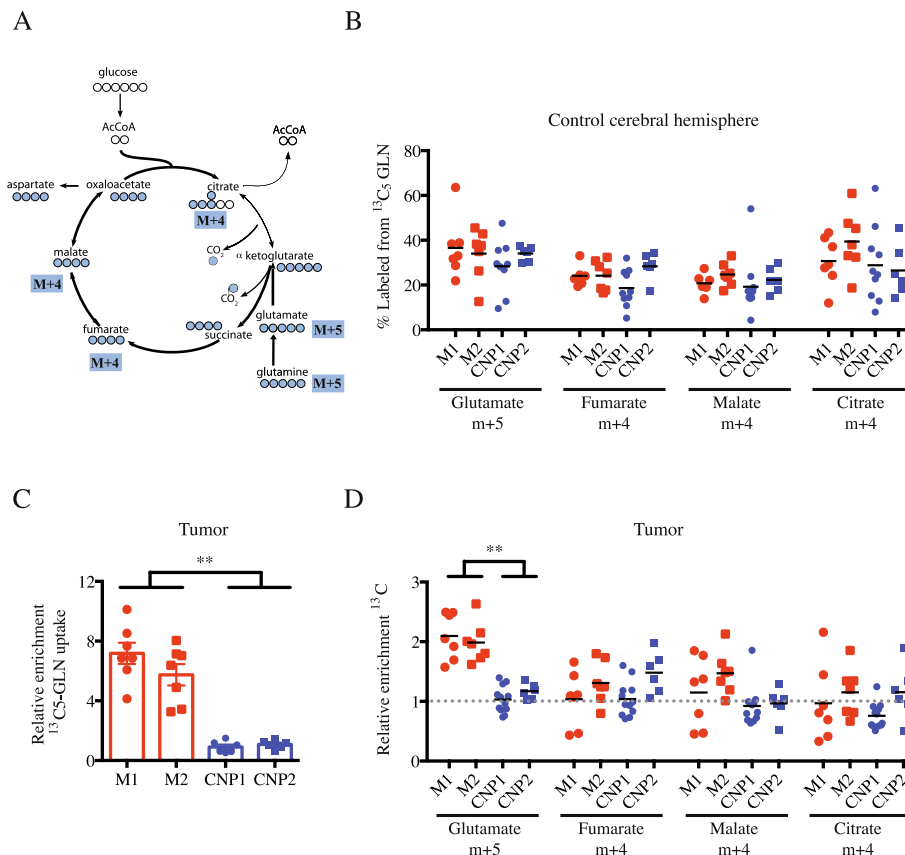 A
glucose
AcCoA
AcCoA
aspartate
oxaloacetate
citrate
M+4
malate
M+4
CO2
α ketoglutarate
CO2
glutamate
M+5
succinate
fumarate
M+4
glutamine
M+5
B
Control cerebral hemisphere
% Labeled from 13C5 GLN
80
60
40
20
0
M1 M2 CNP1 CNP2 M1 M2 CNP1 CNP2 M1 M2 CNP1 CNP2 M1 M2 CNP1 CNP2
Glutamate Fumarate Malate Citrate
m+5 m+4 m+4 m+4
C
Tumor
**
Relative enrichment
13C5-GLN uptake
12
8
4
0
M1 M2 CNP1 CNP2
D
Tumor
**
Relative enrichment 13C
3
2
1
0
M1 M2 CNP1 CNP2 M1 M2 CNP1 CNP2 M1 M2 CNP1 CNP2 M1 M2 CNP1 CNP2
Glutamate Fumarate Malate Citrate
m+5 m+4 m+4 m+4